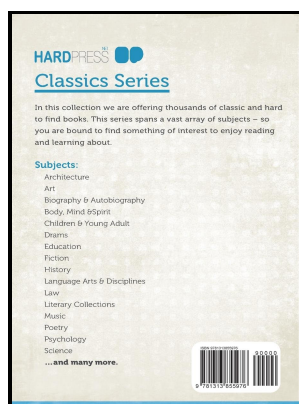 HARDPRESS
Classics Series
In this collection we are offering thousands of classic and hard
to find books. This series spans a vast array of subjects – so
you are bound to find something of interest to enjoy reading
and learning about.
Subjects:
Architecture
Art
Biography & Autobiography
Body, Mind &Spirit
Children & Young Adult
Drams
Education
Fiction
History
Language Arts & Disciplines
Law
Literary Collections
Music
Poetry
Psychology
Science
...and many more.
90000
9 781313 855976